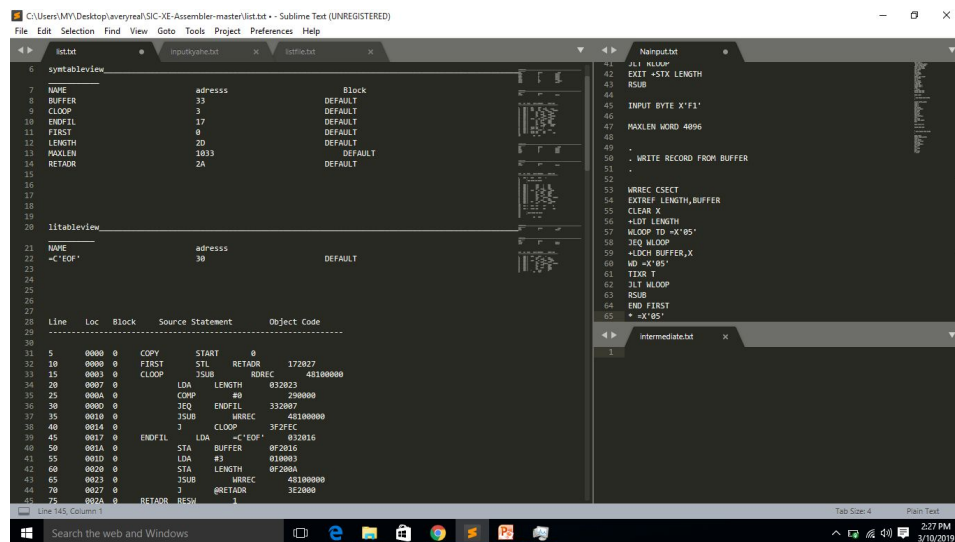 C:\Users\MY\Desktop\averyreal\SIC-XE-Assembler-master\list.txt • - Sublime Text (UNREGISTERED)
File Edit Selection Find View Goto Tools Project Preferences Help
list.txt inputkyahe.txt listfile.txt
6 symtableview
7 NAME adresss Block
8 BUFFER 33 DEFAULT
9 CLOOP 3 DEFAULT
10 ENDFIL 17 DEFAULT
11 FIRST 0 DEFAULT
12 LENGTH 2D DEFAULT
13 MAXLEN 1033 DEFAULT
14 RETADR 2A DEFAULT
15
16
17
18
19
20 litableview
21 NAME adresss
22 =C'EOF' 30 DEFAULT
23
24
25
26
27
28 Line Loc Block Source Statement Object Code
29 ----------------------------------------------------------------
30
31 5 0000 0 COPY START 0
32 10 0000 0 FIRST STL RETADR 172027
33 15 0003 0 CLOOP JSUB RDREC 48100000
34 20 0007 0 LDA LENGTH 032023
35 25 000A 0 COMP #0 290000
36 30 000D 0 JEQ ENDFIL 332007
37 35 0010 0 JSUB WRREC 48100000
38 40 0014 0 J CLOOP 3F2FEC
39 45 0017 0 ENDFIL LDA =C'EOF' 032016
40 50 001A 0 STA BUFFER 0F2016
41 55 001D 0 LDA #3 010003
42 60 0020 0 STA LENGTH 0F200A
43 65 0023 0 JSUB WRREC 48100000
44 70 0027 0 J @RETADR 3E2000
45 75 002A 0 RETADR RESW 1
Nainput.txt
41 JLT RLOOP
42 EXIT +STX LENGTH
43 RSUB
44
45 INPUT BYTE X'F1'
46
47 MAXLEN WORD 4096
48
49 .
50 . WRITE RECORD FROM BUFFER
51 .
52
53 WRREC CSECT
54 EXTREF LENGTH,BUFFER
55 CLEAR X
56 +LDT LENGTH
57 WLOOP TD =X'05'
58 JEQ WLOOP
59 +LDCH BUFFER,X
60 WD =X'05'
61 TIXR T
62 JLT WLOOP
63 RSUB
64 END FIRST
65 * =X'05'
intermediate.txt
1
Line 145, Column 1 Tab Size: 4 Plain Text
Search the web and Windows
2:27 PM
3/10/2019